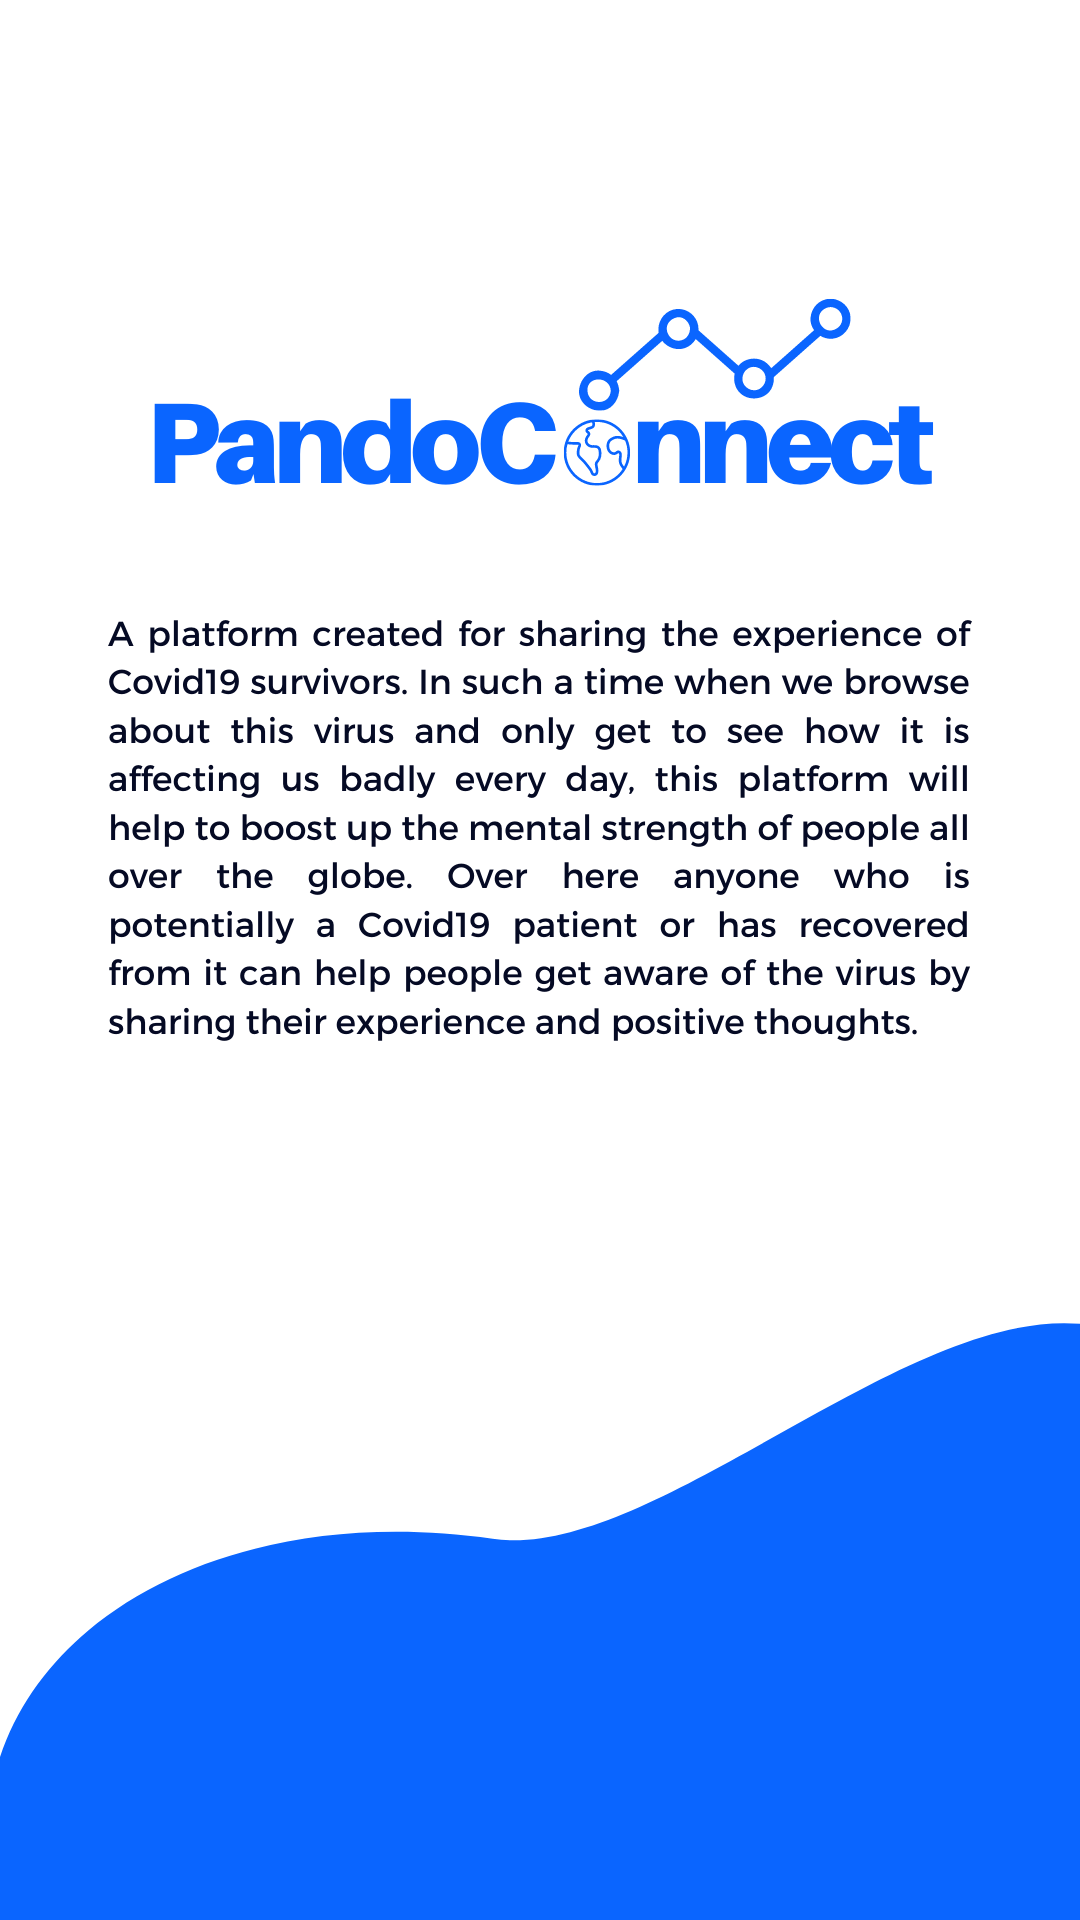 PandoConnect
A platform created for sharing the experience of
Covid19 survivors. In such a time when we browse
about this virus and only get to see how it is
affecting us badly every day, this platform will
help to boost up the mental strength of people all
over the globe. Over here anyone who is
potentially a Covid19 patient or has recovered
from it can help people get aware of the virus by
sharing their experience and positive thoughts.